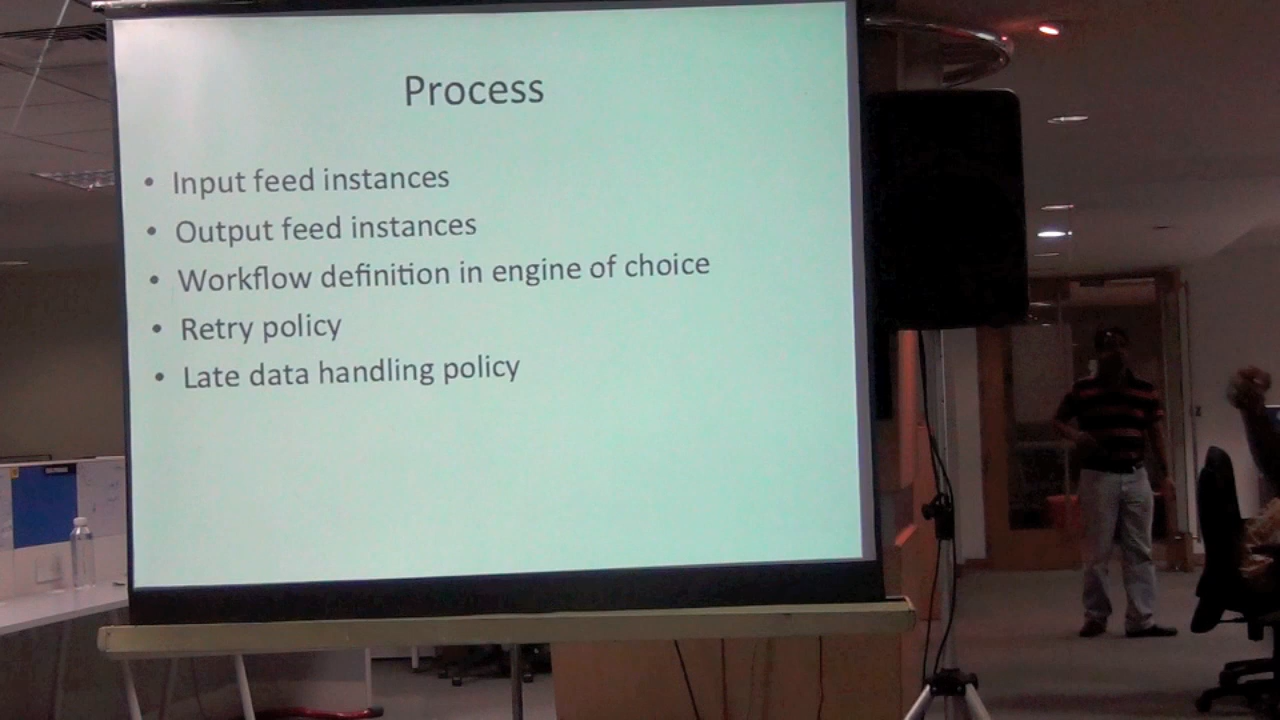 Process
• Input feed instances
• Output feed instances
• Workflow definition in engine of choice
• Retry policy
• Late data handling policy